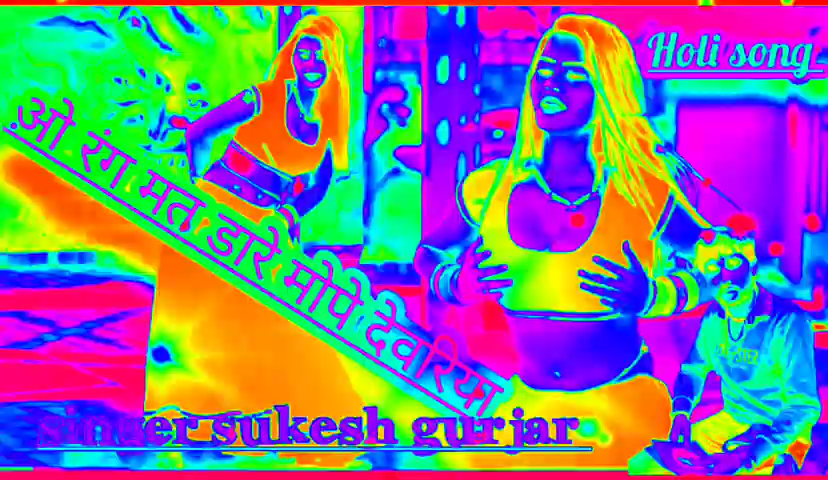 Holi song
ओ रंग मत डारे मोपे देवरिया
singer sukesh gurjar